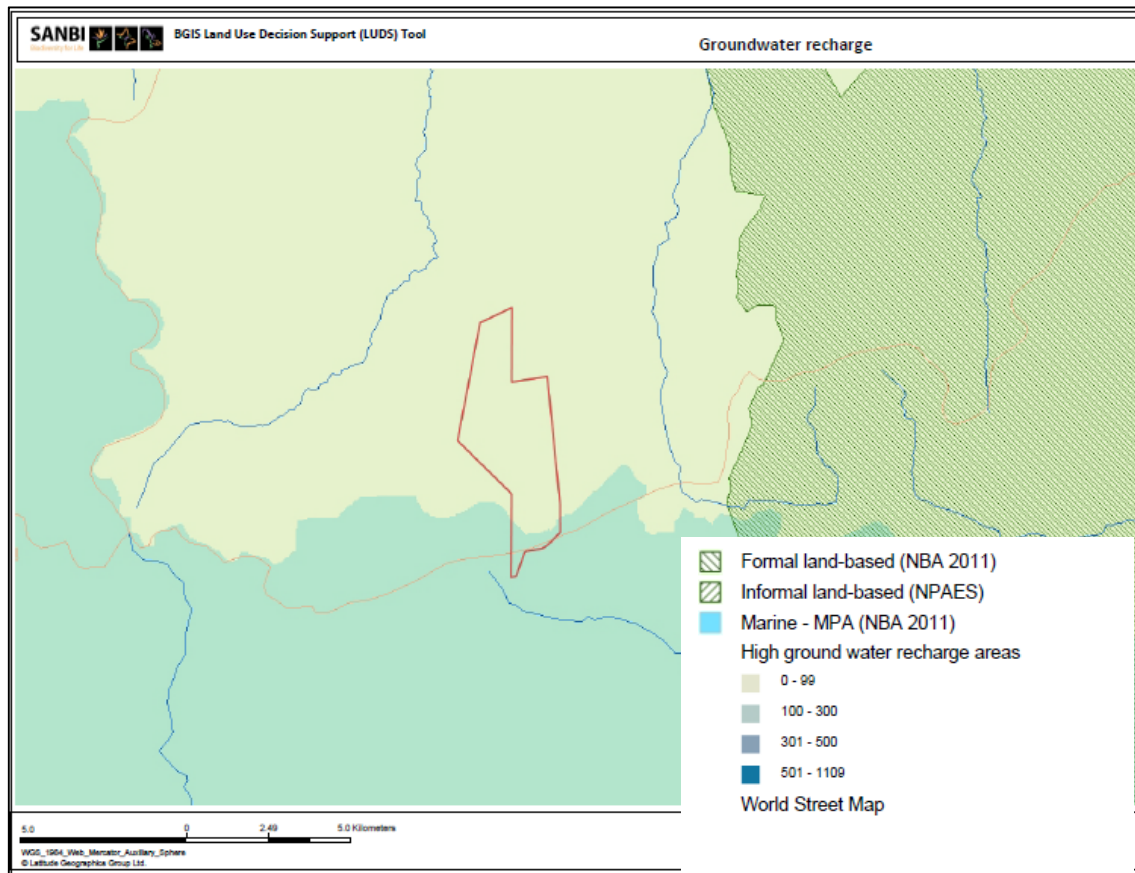 SANBI
Biodiversity for Life
BGIS Land Use Decision Support (LUDS) Tool
Groundwater recharge
Formal land-based (NBA 2011)
Informal land-based (NPAES)
Marine - MPA (NBA 2011)
High ground water recharge areas
0 - 99
100 - 300
301 - 500
501 - 1109
World Street Map
5.0 0 2.49 5.0 Kilometers
WGS_1984_Web_Mercator_Auxiliary_Sphere
© Latitude Geographics Group Ltd.